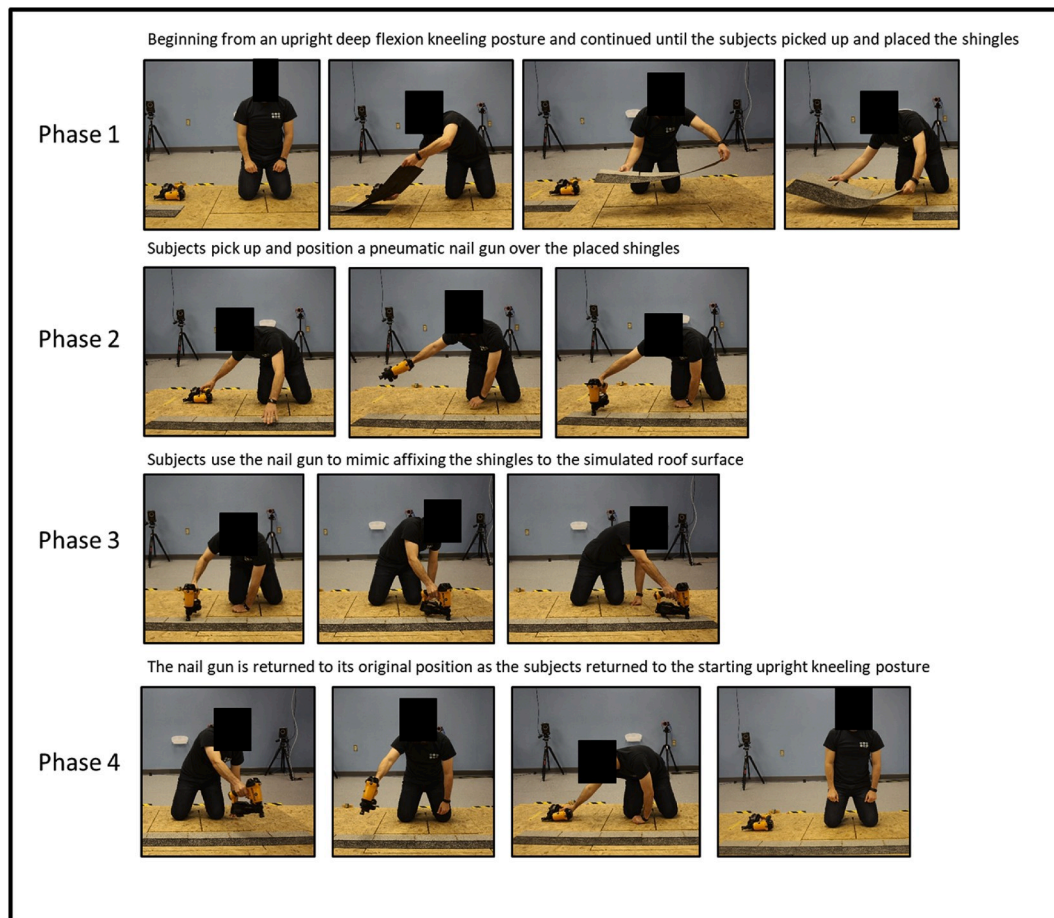 Beginning from an upright deep flexion kneeling posture and continued until the subjects picked up and placed the shingles
Phase 1
Subjects pick up and position a pneumatic nail gun over the placed shingles
Phase 2
Subjects use the nail gun to mimic affixing the shingles to the simulated roof surface
Phase 3
The nail gun is returned to its original position as the subjects returned to the starting upright kneeling posture
Phase 4